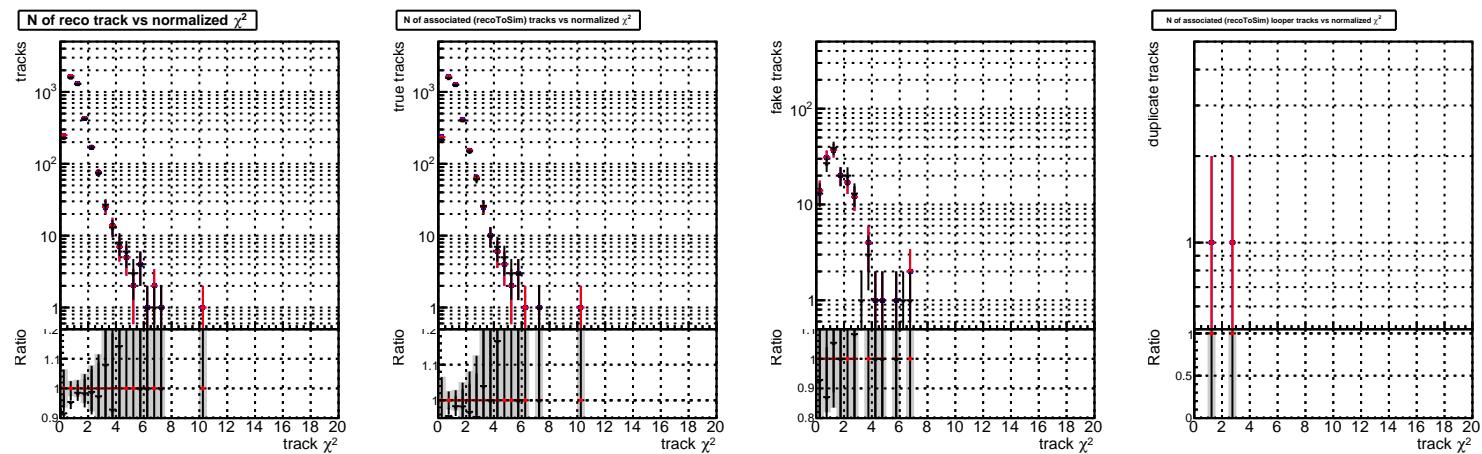 N of reco track vs normalized χ²
tracks
10³
10²
10
1
Ratio
1.2
1.1
1
0.9
0 2 4 6 8 10 12 14 16 18 20
track χ²
N of associated (recoToSim) tracks vs normalized χ²
true tracks
10³
10²
10
1
Ratio
1.2
1.1
1
0 2 4 6 8 10 12 14 16 18 20
track χ²
fake tracks
10²
10
1
Ratio
1
0.9
0.8
0 2 4 6 8 10 12 14 16 18 20
track χ²
N of associated (recoToSim) looper tracks vs normalized χ²
duplicate tracks
1
Ratio
1
0.5
0
0 2 4 6 8 10 12 14 16 18 20
track χ²